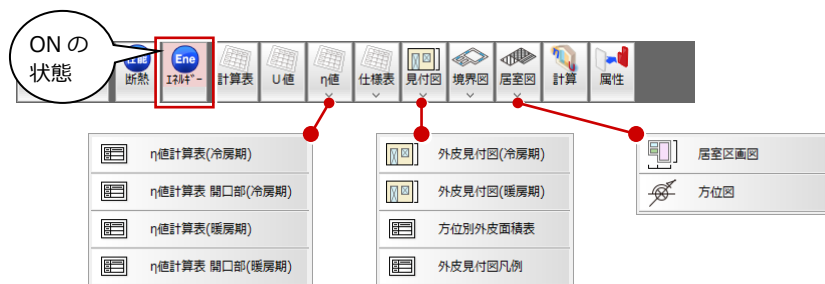 ONの
状態
性能
断熱
Ene
ｴﾈﾙｷﾞｰ
計算表
U値
η値
仕様表
見付図
境界図
居室図
計算
属性
η値計算表(冷房期)
η値計算表 開口部(冷房期)
η値計算表(暖房期)
η値計算表 開口部(暖房期)
外皮見付図(冷房期)
外皮見付図(暖房期)
方位別外皮面積表
外皮見付図凡例
居室区画図
方位図